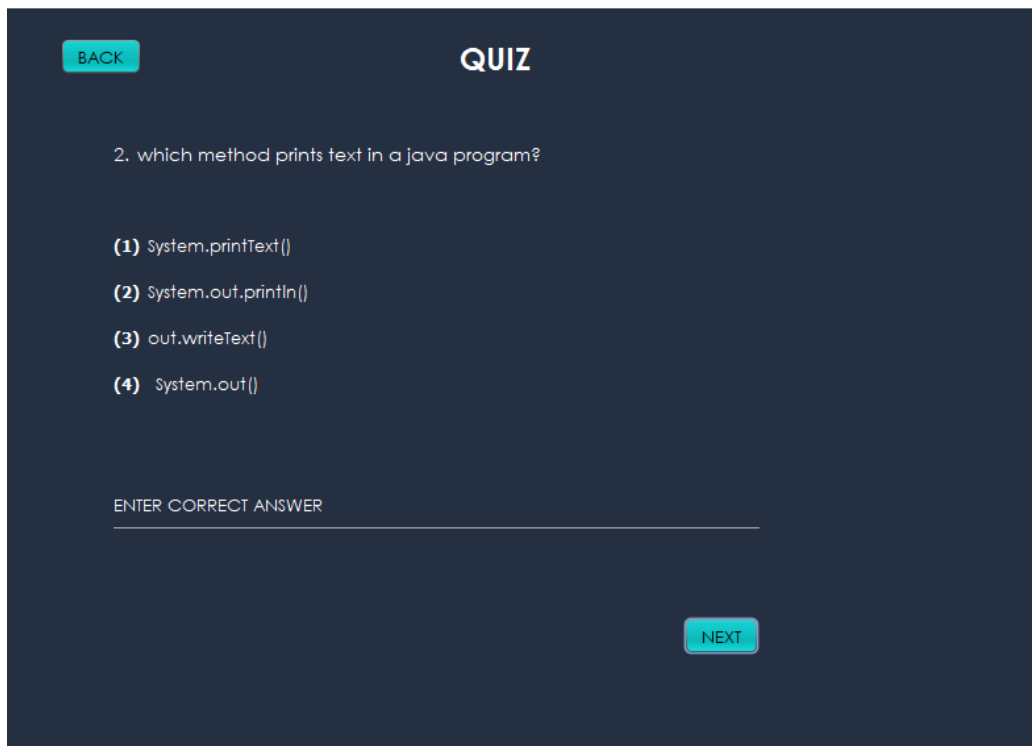 BACK
QUIZ
2. which method prints text in a java program?
(1) System.printText()
(2) System.out.println()
(3) out.writeText()
(4) System.out()
ENTER CORRECT ANSWER
NEXT